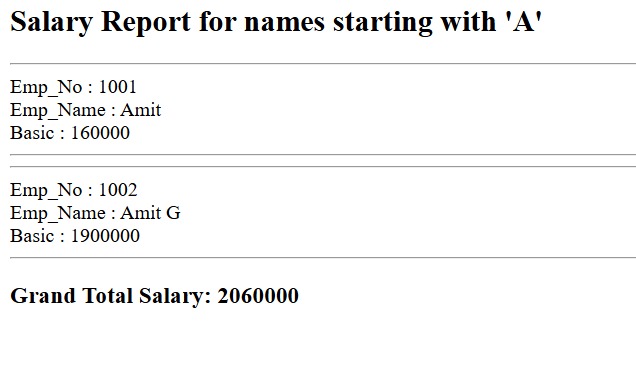 Salary Report for names starting with 'A'
Emp_No : 1001
Emp_Name : Amit
Basic : 160000
Emp_No : 1002
Emp_Name : Amit G
Basic : 1900000
Grand Total Salary: 2060000